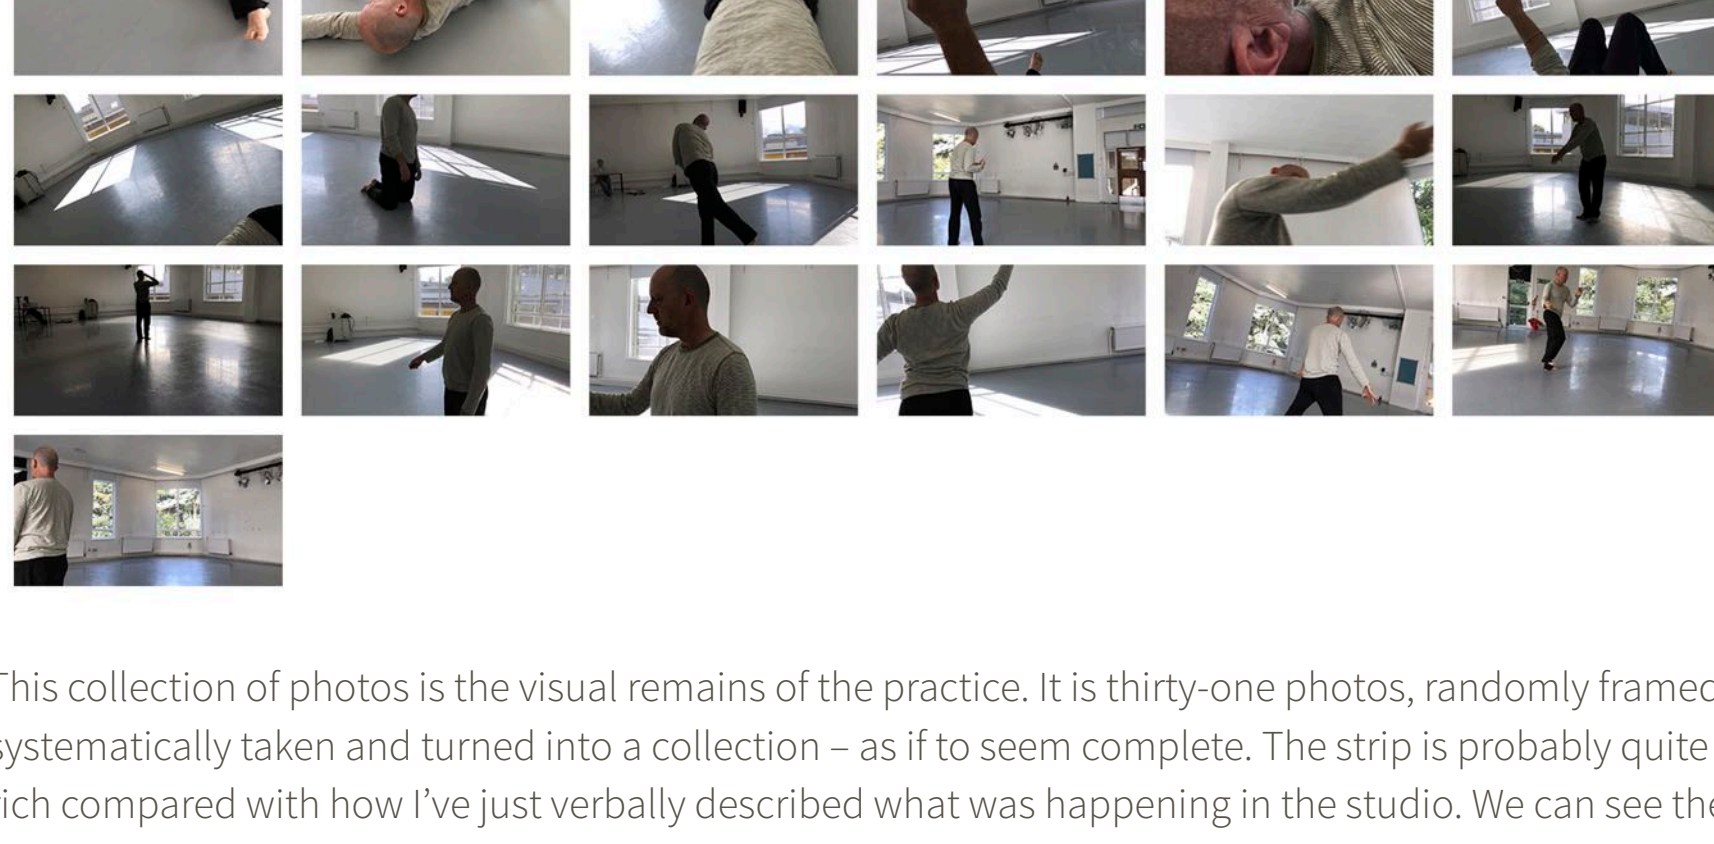 This collection of photos is the visual remains of the practice. It is thirty-one photos, randomly framed
systematically taken and turned into a collection – as if to seem complete. The strip is probably quite
rich compared with how I've just verbally described what was happening in the studio. We can see the